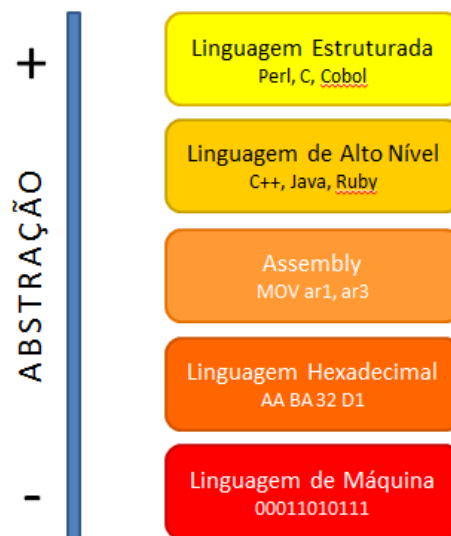 +
Linguagem Estruturada
Perl, C, Cobol
Linguagem de Alto Nível
C++, Java, Ruby
ABSTRAÇÃO
Assembly
MOV ar1, ar3
Linguagem Hexadecimal
AA BA 32 D1
-
Linguagem de Máquina
00011010111